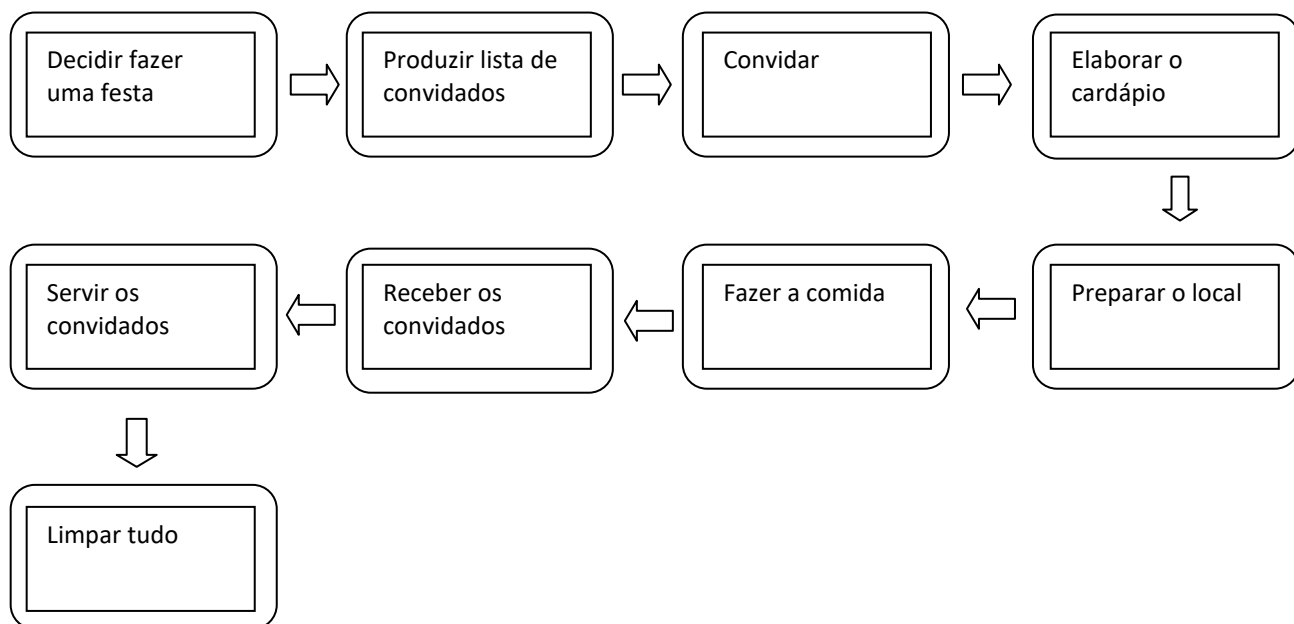 Decidir fazer
uma festa
Produzir lista de
convidados
Convidar
Elaborar o
cardápio
Preparar o local
Fazer a comida
Receber os
convidados
Servir os
convidados
Limpar tudo